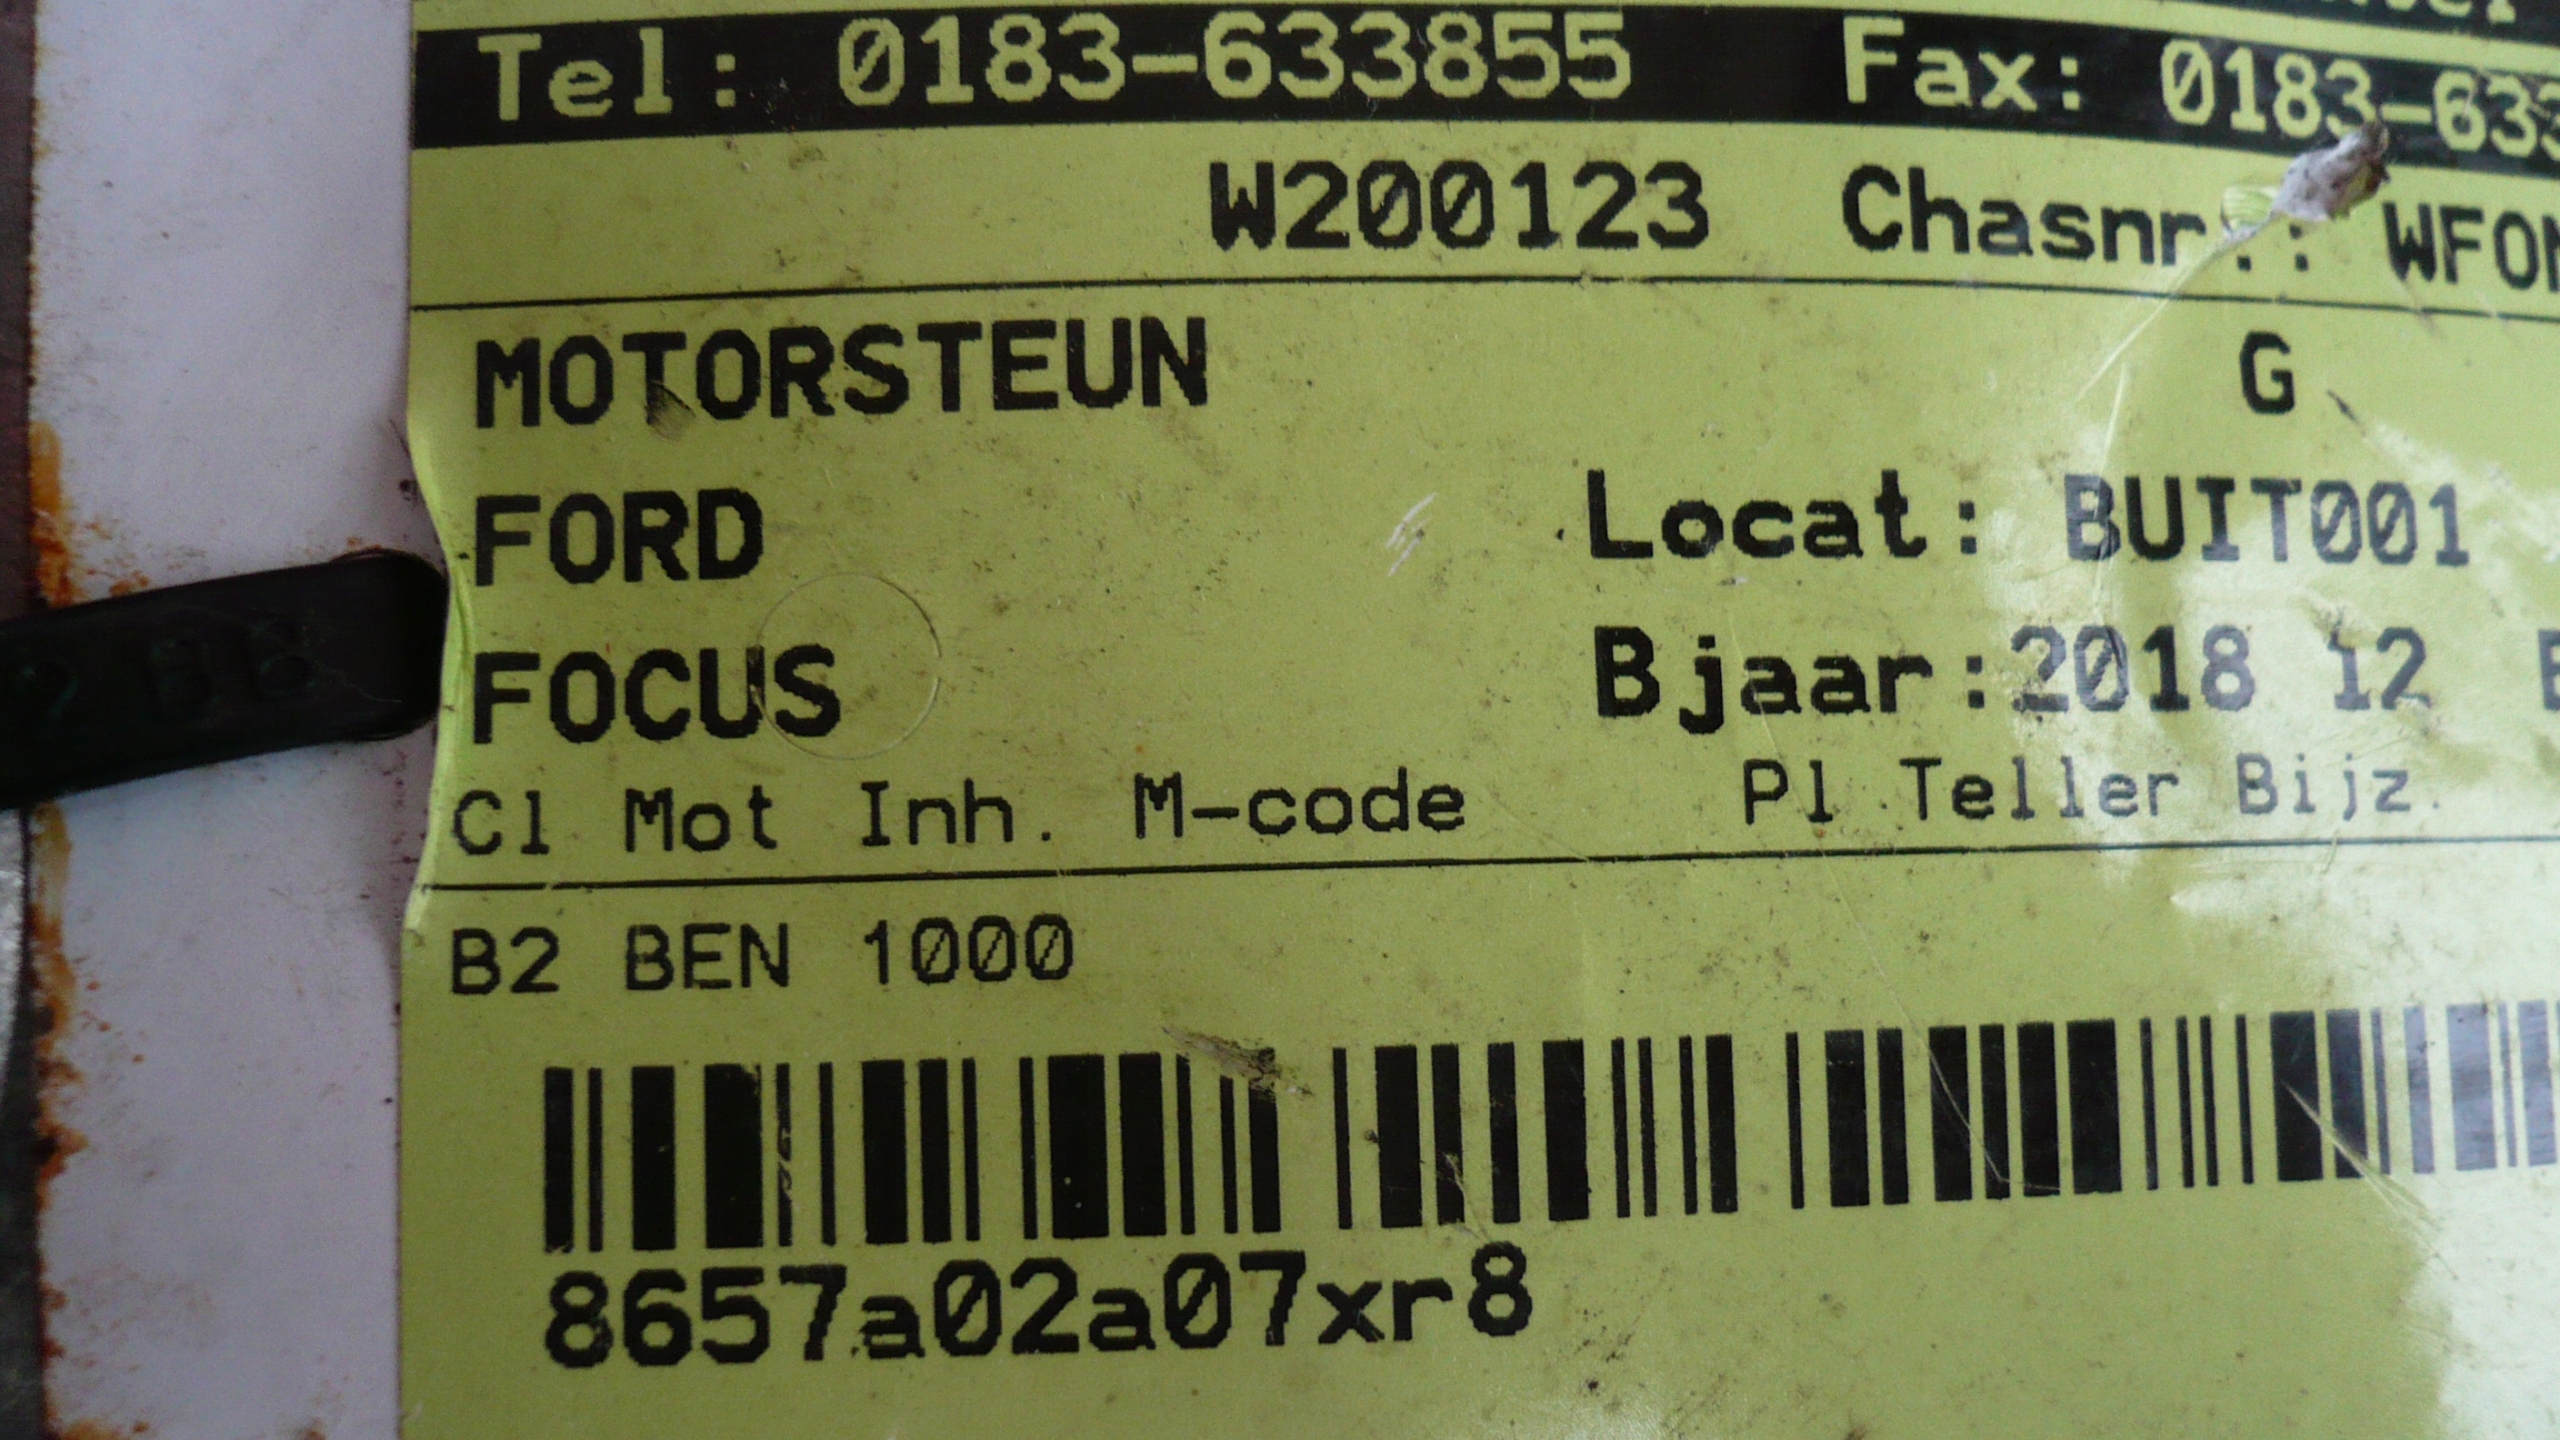 Tel: 0183-633855 Fax: 0183-633
W200123 Chasnr.: WF0
MOTORSTEUN G
FORD Locat: BUIT001
FOCUS Bjaar:2018 12
Cl Mot Inh. M-code Pl Teller Bijz.
B2 BEN 1000
8657a02a07xr8